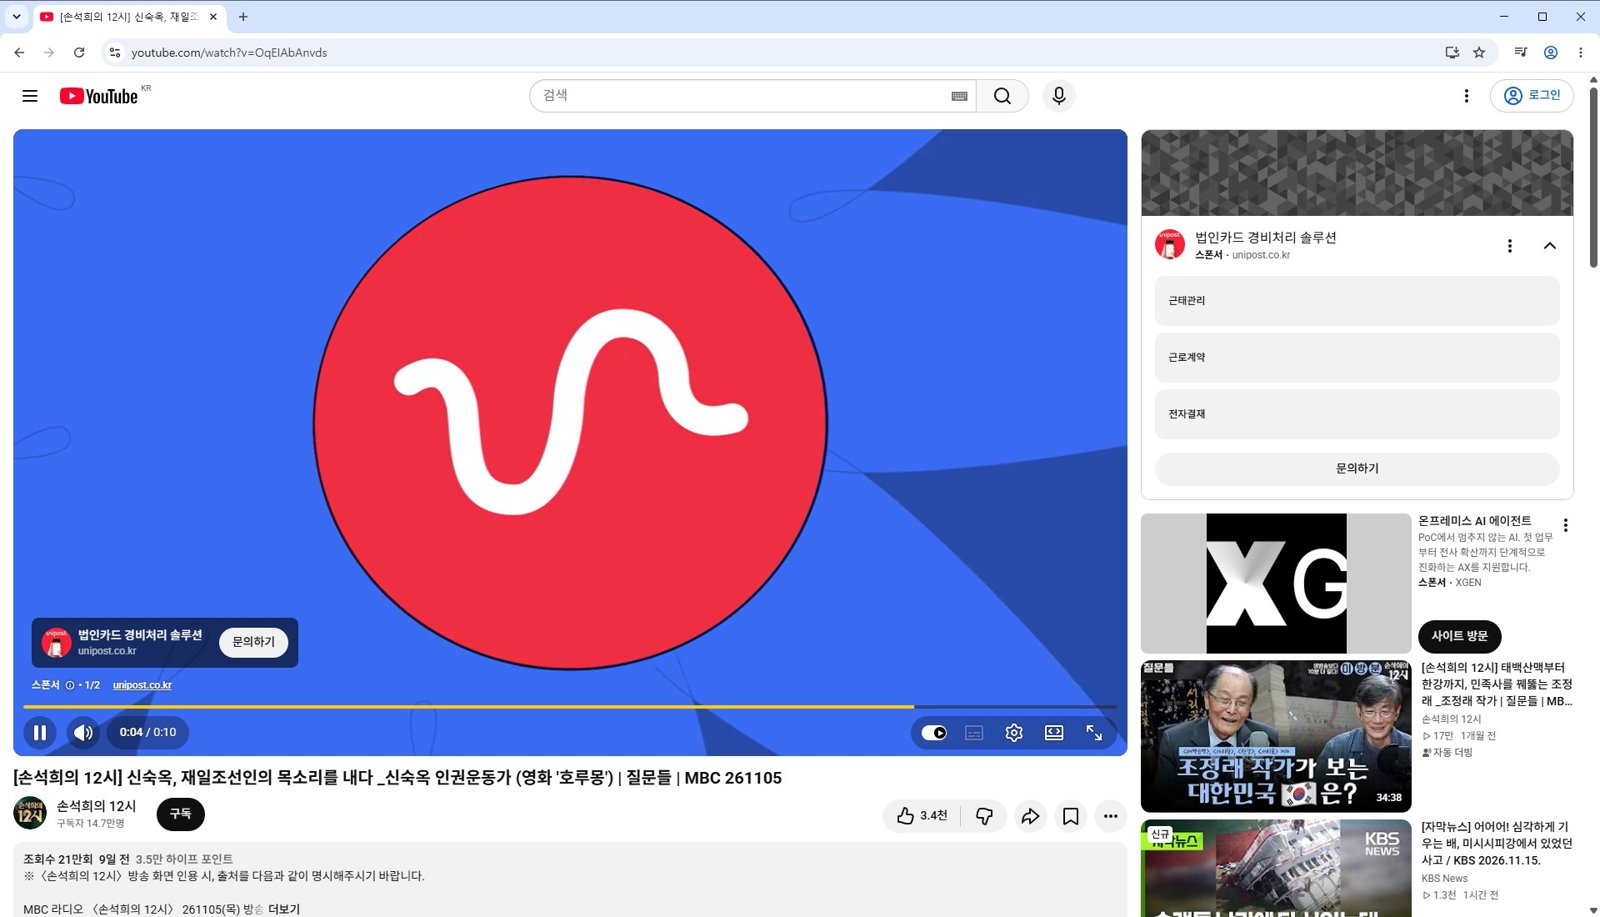 [손석희의 12시] 신숙옥, 재일조
youtube.com/watch?v=OqEIAbAnvds
YouTube KR
검색
로그인
법인카드 경비처리 솔루션
unipost.co.kr
문의하기
스폰서 • 1/2 unipost.co.kr
0:04 / 0:10
[손석희의 12시] 신숙옥, 재일조선인의 목소리를 내다 _신숙옥 인권운동가 (영화 '호루몽') | 질문들 | MBC 261105
손석희의 12시
구독자 14.7만명
구독
3.4천
조회수 21만회 9일 전 3.5만 하이프 포인트
※〈손석희의 12시〉방송 화면 인용 시, 출처를 다음과 같이 명시해주시기 바랍니다.
MBC 라디오 〈손석희의 12시〉 261105(목) 방송 더보기
법인카드 경비처리 솔루션
스폰서 · unipost.co.kr
근태관리
근로계약
전자결재
문의하기
XG
온프레미스 AI 에이전트
PoC에서 멈추지 않는 AI. 첫 업무
부터 전사 확산까지 단계적으로
진화하는 AX를 지원합니다.
스폰서 · XGEN
사이트 방문
질문들
손석희의 12시
조정래 작가가 보는
대한민국 은?
34:38
[손석희의 12시] 태백산맥부터
한강까지, 민족사를 꿰뚫는 조정
래 _조정래 작가 | 질문들 | MB...
손석희의 12시
17만 1개월 전
자동 더빙
신규
자막뉴스
KBS
NEWS
[자막뉴스] 어어어! 심각하게 기
우는 배, 미시시피강에서 있었던
사고 / KBS 2026.11.15.
KBS News
1.3천 1시간 전